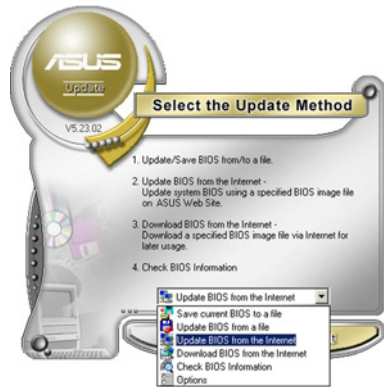 ASUS
Update
V5.23.02
Select the Update Method
1. Update/Save BIOS from/to a file.
2. Update BIOS from the Internet -
Update system BIOS using a specified BIOS image file
on ASUS Web Site.
3. Download BIOS from the Internet -
Download a specified BIOS image file via Internet for
later usage.
4. Check BIOS Information
Update BIOS from the Internet
Save current BIOS to a file
Update BIOS from a file
Update BIOS from the Internet
Download BIOS from the Internet
Check BIOS Information
Options